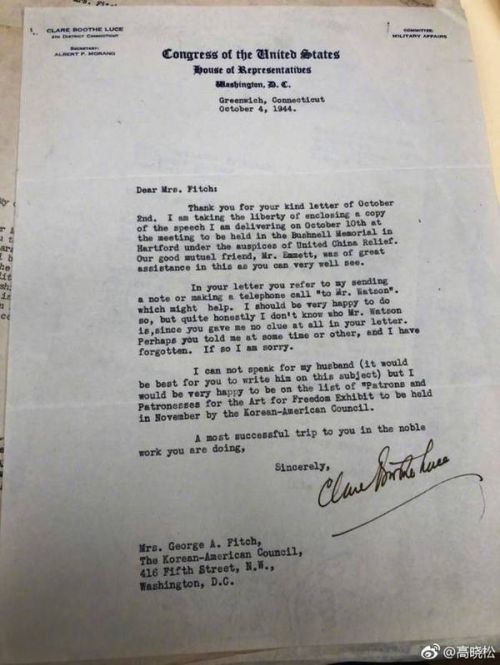 CLARE BOOTHE LUCE
4TH DISTRICT CONNECTICUT
SECRETARY:
ALBERT P. MORANO
COMMITTEE:
MILITARY AFFAIRS
Congress of the United States
House of Representatives
Washington, D. C.
Greenwich, Connecticut
October 4, 1944.
Dear Mrs. Fitch:
Thank you for your kind letter of October
2nd. I am taking the liberty of enclosing a copy
of the speech I am delivering on October 10th at
the meeting to be held in the Bushnell Memorial in
Hartford under the auspices of United China Relief.
Our good mutual friend, Mr. Emmett, was of great
assistance in this as you can very well see.
In your letter you refer to my sending
a note or making a telephone call "to Mr. Watson".
which might help. I should be very happy to do
so, but quite honestly I don't know who Mr. Watson
is,since you gave me no clue at all in your letter.
Perhaps you told me at some time or other, and I have
forgotten. If so I am sorry.
I can not speak for my husband (it would
be best for you to write him on this subject) but I
would be very happy to be on the list of "Patrons and
Patronesses for the Art for Freedom Exhibit to be held
in November by the Korean-American Council.
A most successful trip to you in the noble
work you are doing,
Sincerely,
Clare Boothe Luce
Mrs. George A. Fitch,
The Korean-American Council,
416 Fifth Street, N.W.,
Washington, D.C.
@高晓松